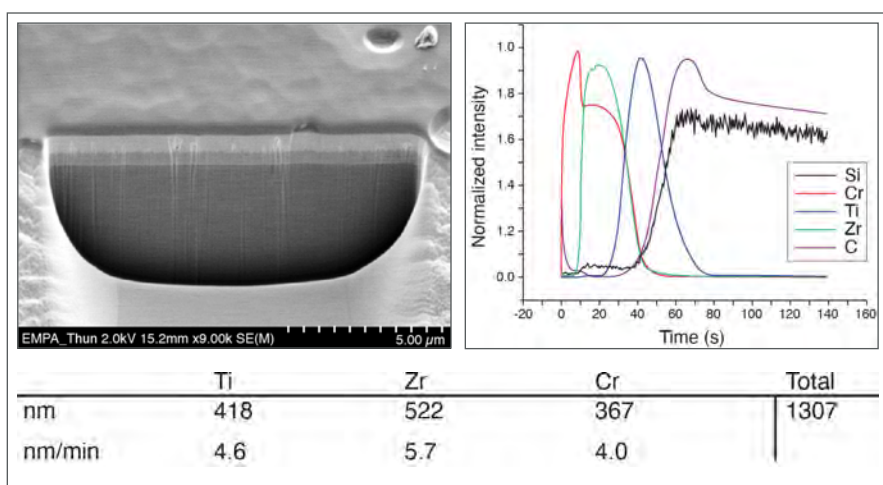 EMPA_Thun 2.0kV 15.2mm x9.00k SE(M) 5.00 µm
Normalized intensity
1.0
0.8
1.6
1.4
1.2
0.0
-20 0 20 40 60 80 100 120 140 160
Time (s)
Si
Cr
Ti
Zr
C
Ti Zr Cr Total
nm 418 522 367 1307
nm/min 4.6 5.7 4.0